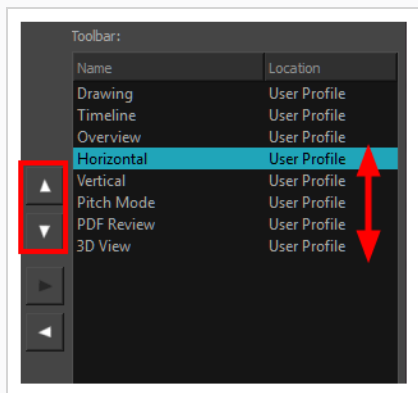 Toolbar:
Name Location
Drawing User Profile
Timeline User Profile
Overview User Profile
Horizontal User Profile
Vertical User Profile
Pitch Mode User Profile
PDF Review User Profile
3D View User Profile